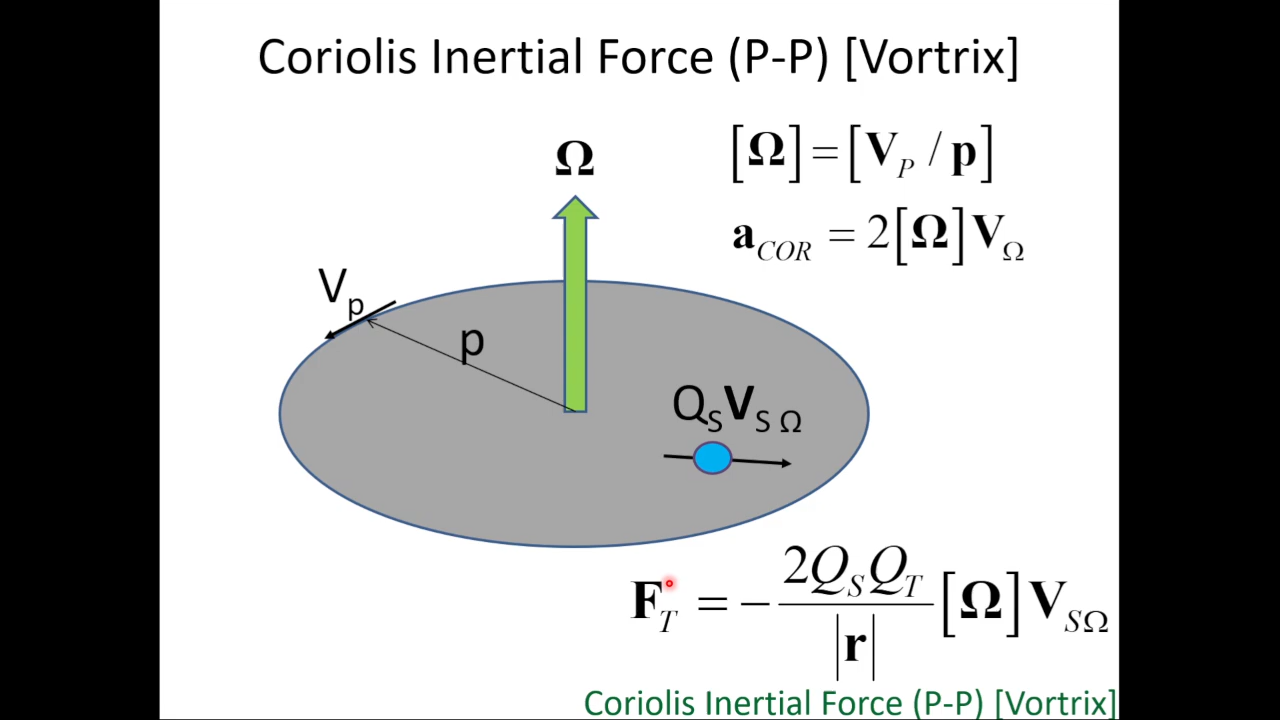 Coriolis Inertial Force (P-P) [Vortrix]
[Ω] = [V_P / p]
Ω
a_COR = 2[Ω]V_Ω
V_p
p
Q_S V_S Ω
F_T = − 2Q_S Q_T / |r| [Ω] V_SΩ
Coriolis Inertial Force (P-P) [Vortrix]